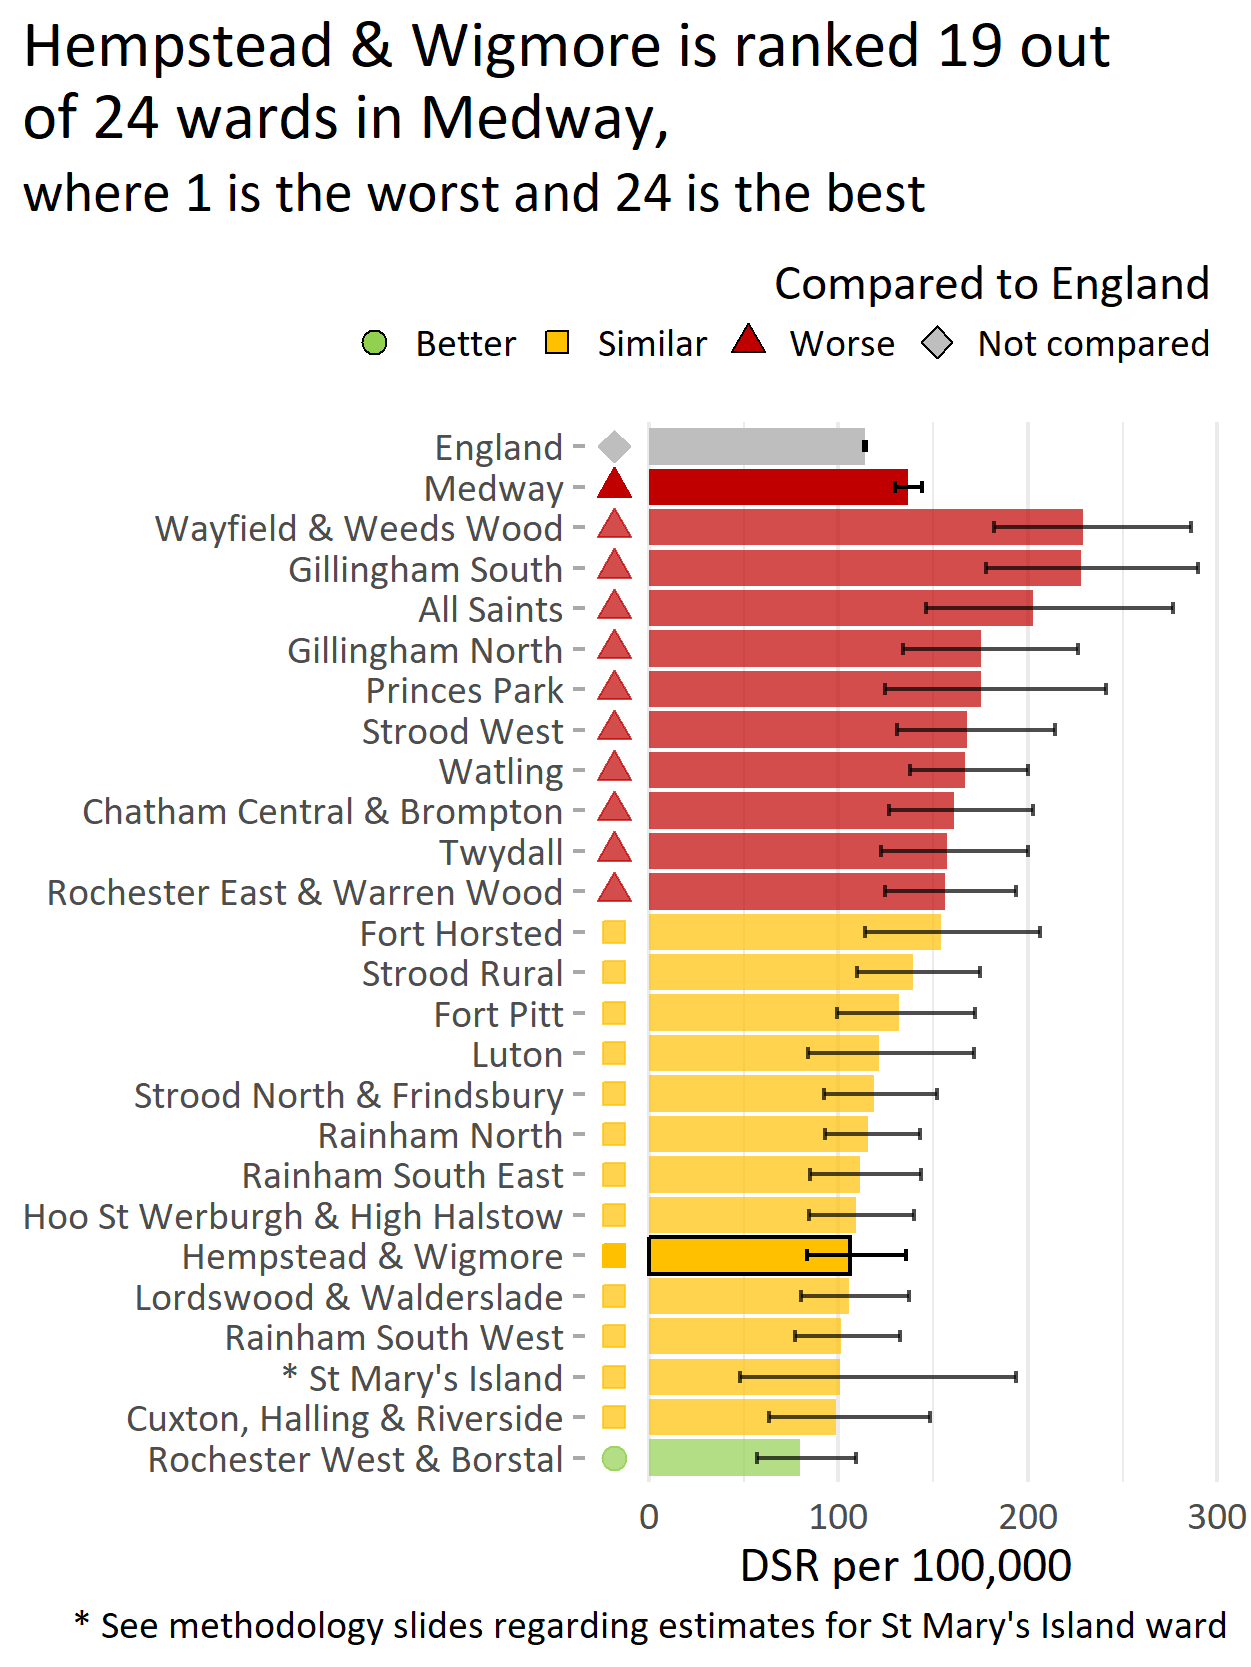 Hempstead & Wigmore is ranked 19 out
of 24 wards in Medway,
where 1 is the worst and 24 is the best
Compared to England
Better Similar Worse Not compared
England
Medway
Wayfield & Weeds Wood
Gillingham South
All Saints
Gillingham North
Princes Park
Strood West
Watling
Chatham Central & Brompton
Twydall
Rochester East & Warren Wood
Fort Horsted
Strood Rural
Fort Pitt
Luton
Strood North & Frindsbury
Rainham North
Rainham South East
Hoo St Werburgh & High Halstow
Hempstead & Wigmore
Lordswood & Walderslade
Rainham South West
* St Mary's Island
Cuxton, Halling & Riverside
Rochester West & Borstal
0 100 200 300
DSR per 100,000
* See methodology slides regarding estimates for St Mary's Island ward